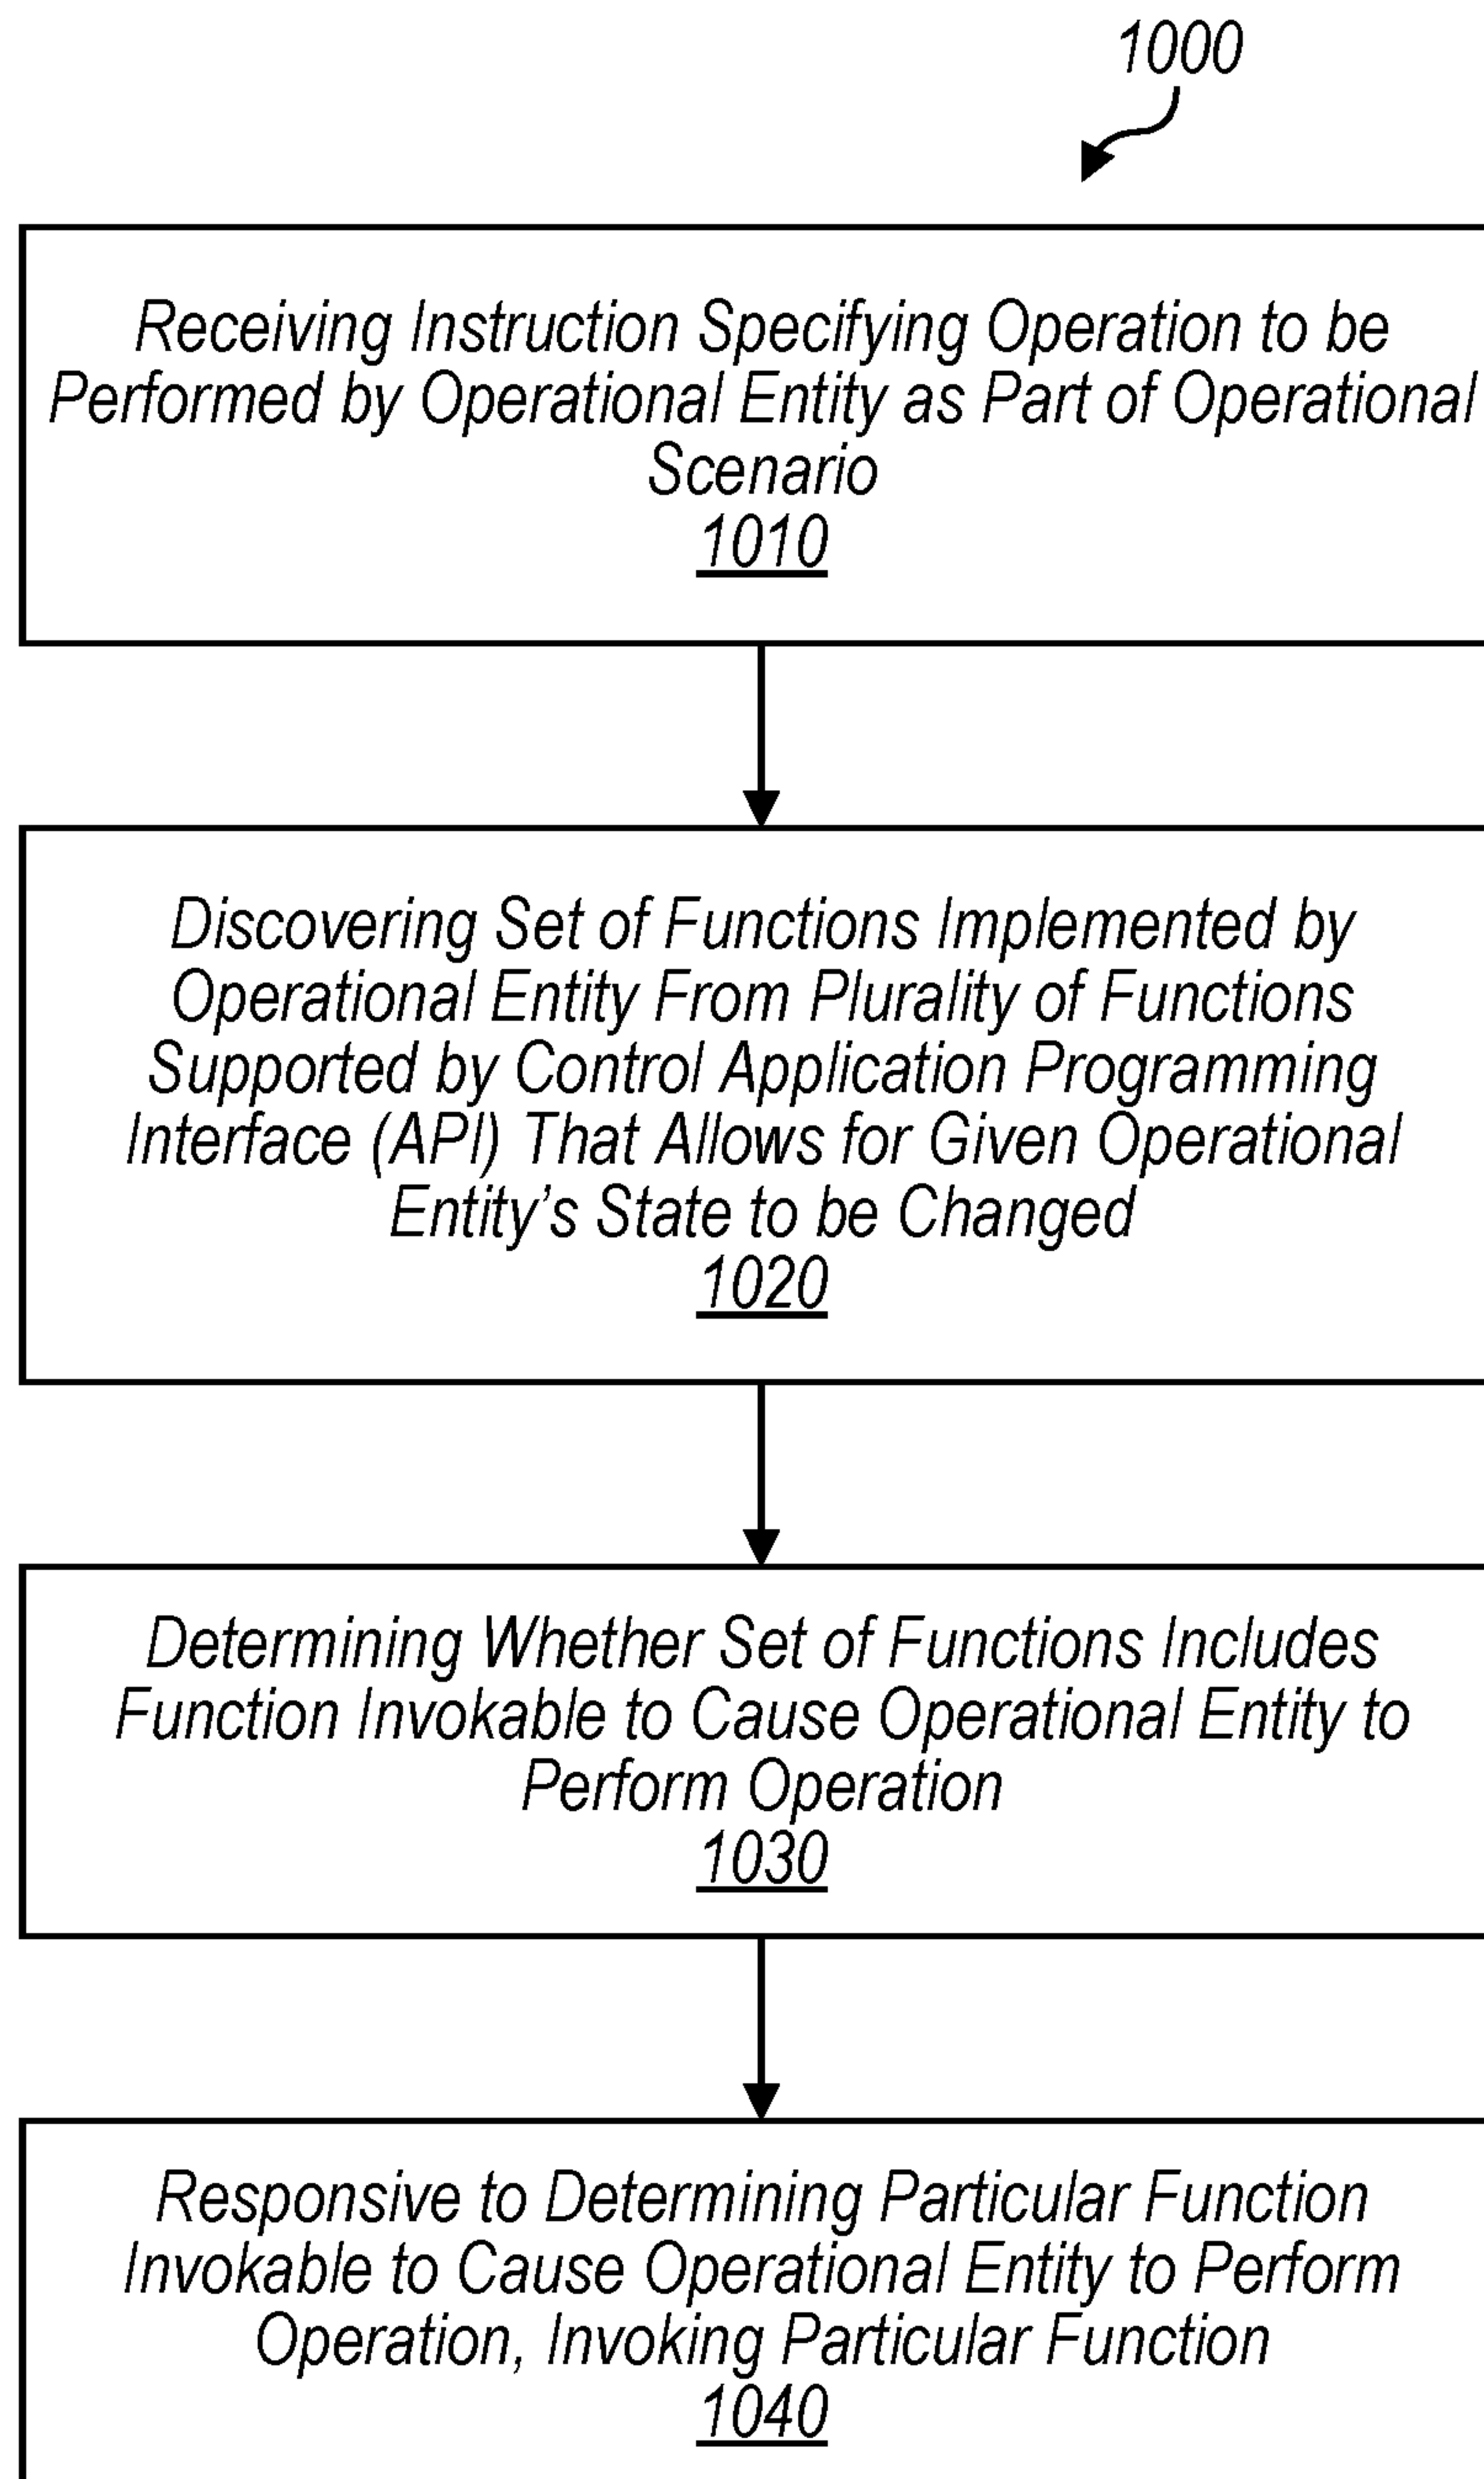 1000
Receiving Instruction Specifying Operation to be
Performed by Operational Entity as Part of Operational
Scenario
1010
Discovering Set of Functions Implemented by
Operational Entity From Plurality of Functions
Supported by Control Application Programming
Interface (API) That Allows for Given Operational
Entity’s State to be Changed
1020
Determining Whether Set of Functions Includes
Function Invokable to Cause Operational Entity to
Perform Operation
1030
Responsive to Determining Particular Function
Invokable to Cause Operational Entity to Perform
Operation, Invoking Particular Function
1040